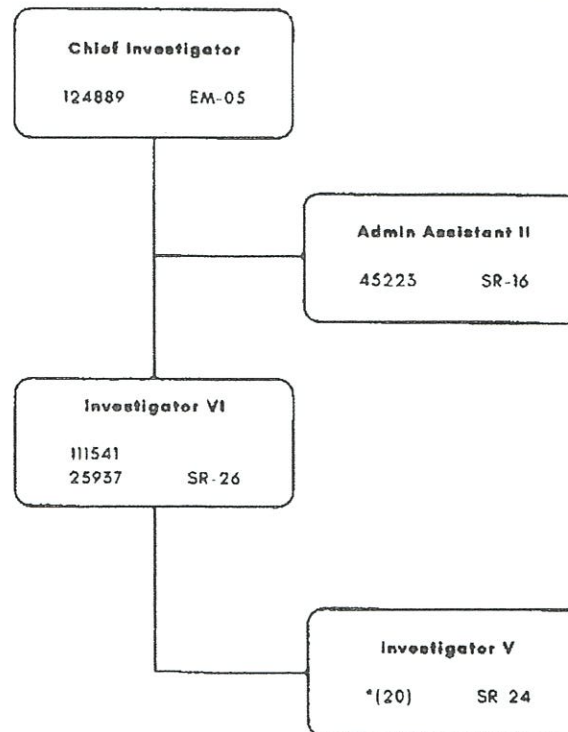 Chief Investigator
124889 EM-05
Admin Assistant II
45223 SR-16
Investigator VI
111541
25937 SR-26
Investigator V
*(20) SR 24